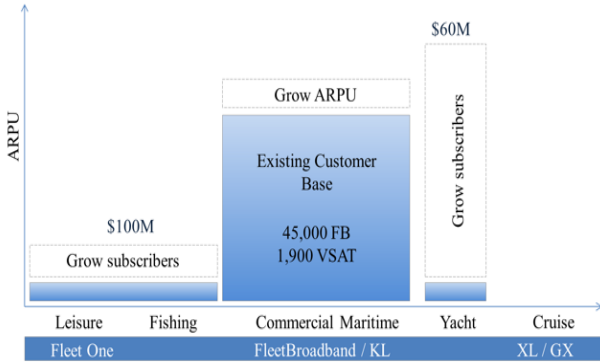 $60M
Grow ARPU
Grow subscribers
ARPU
Existing Customer
Base
45,000 FB
1,900 VSAT
$100M
Grow subscribers
Leisure Fishing Commercial Maritime Yacht Cruise
Fleet One FleetBroadband / KL XL / GX